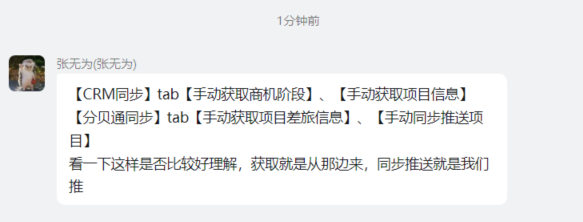 1分钟前
张无为(张无为)
【CRM同步】tab【手动获取商机阶段】、【手动获取项目信息】
【分贝通同步】tab【手动获取项目差旅信息】、【手动同步推送项
目】
看一下这样是否比较好理解，获取就是从那边来，同步推送就是我们
推